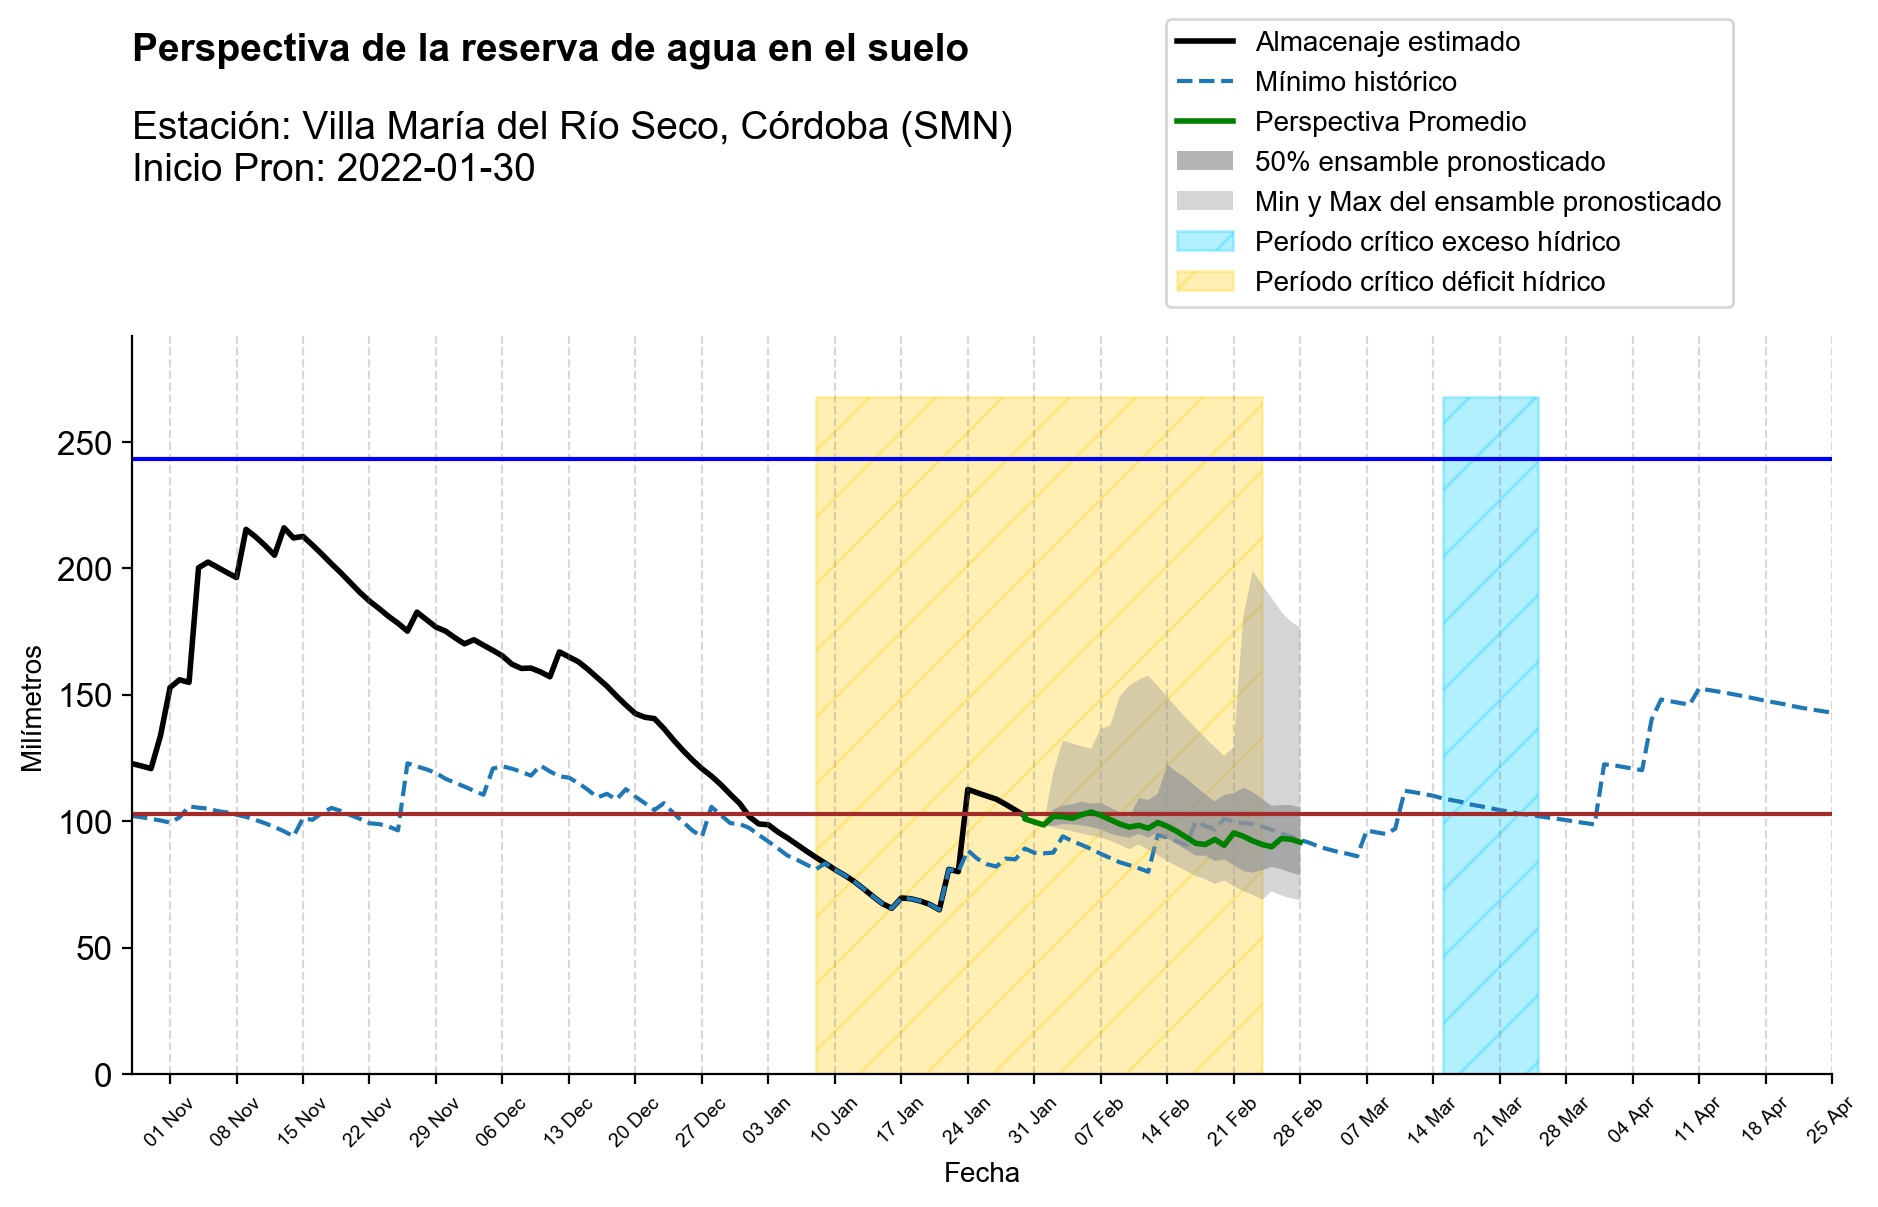 Perspectiva de la reserva de agua en el suelo
Estación: Villa María del Río Seco, Córdoba (SMN)
Inicio Pron: 2022-01-30
Almacenaje estimado
Mínimo histórico
Perspectiva Promedio
50% ensamble pronosticado
Min y Max del ensamble pronosticado
Período crítico exceso hídrico
Período crítico déficit hídrico
Milímetros
250
200
150
100
50
0
01 Nov
08 Nov
15 Nov
22 Nov
29 Nov
06 Dec
13 Dec
20 Dec
27 Dec
03 Jan
10 Jan
17 Jan
24 Jan
31 Jan
07 Feb
14 Feb
21 Feb
28 Feb
07 Mar
14 Mar
21 Mar
28 Mar
04 Apr
11 Apr
18 Apr
25 Apr
Fecha